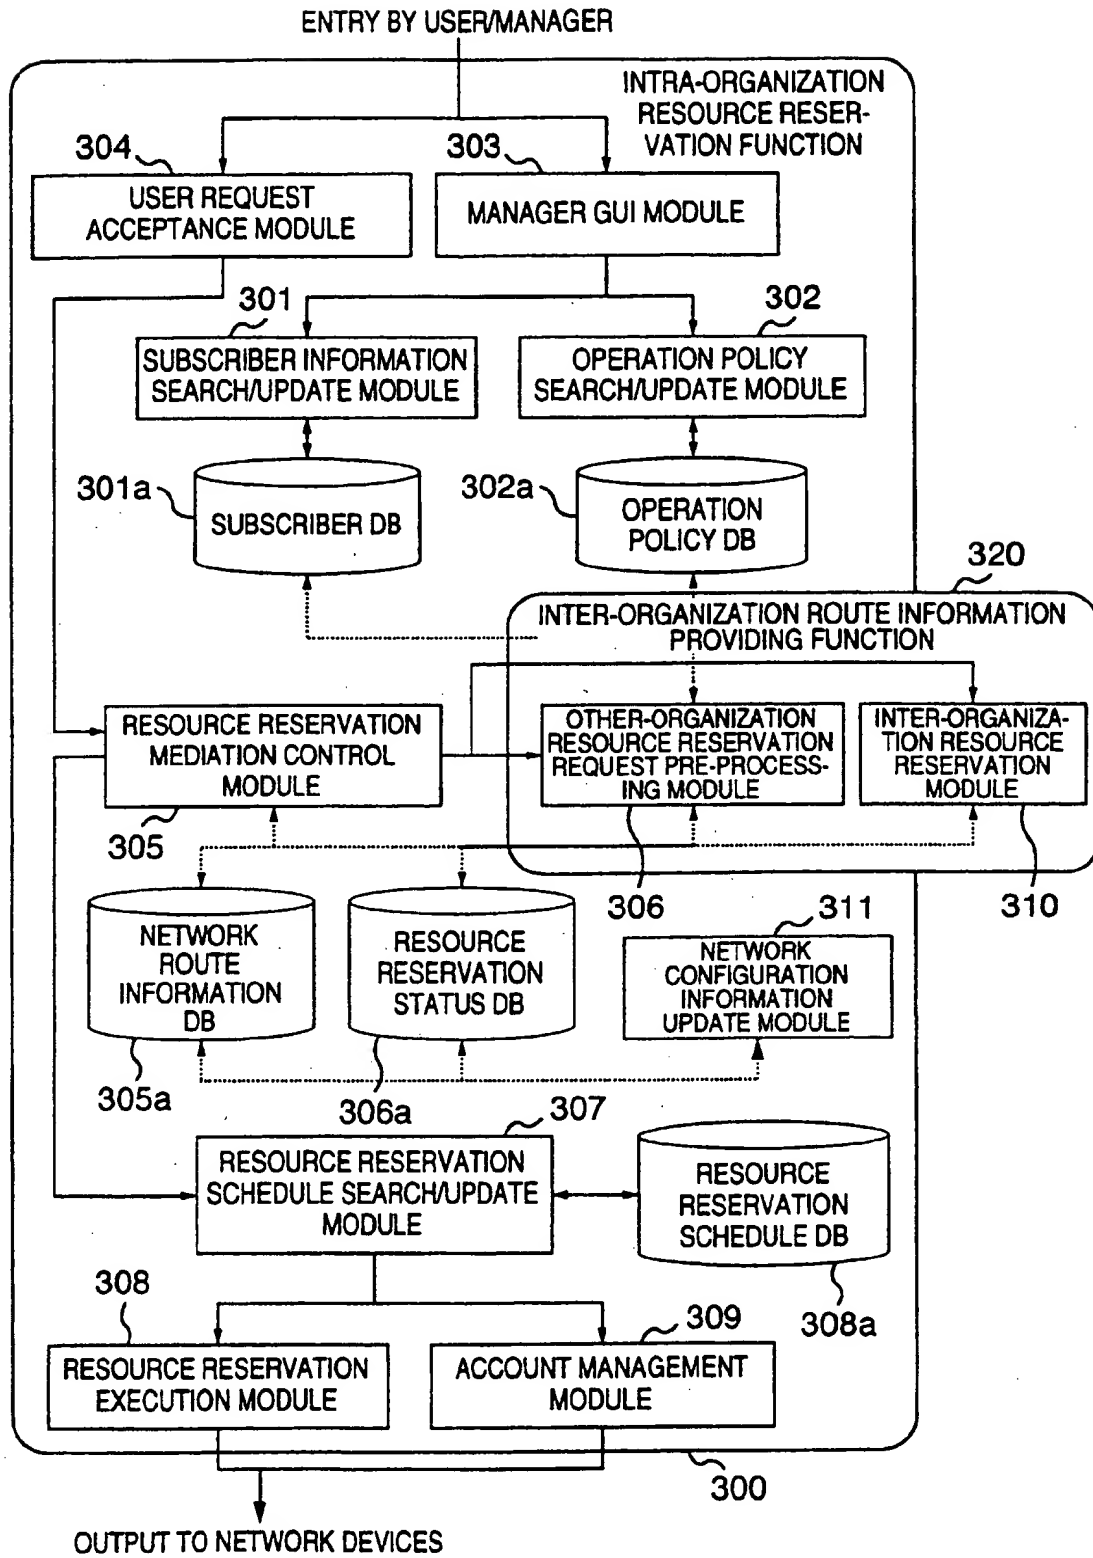 ENTRY BY USER/MANAGER
INTRA-ORGANIZATION
RESOURCE RESER-
VATION FUNCTION
304
303
USER REQUEST
ACCEPTANCE MODULE
MANAGER GUI MODULE
301
302
SUBSCRIBER INFORMATION
SEARCH/UPDATE MODULE
OPERATION POLICY
SEARCH/UPDATE MODULE
301a
SUBSCRIBER DB
302a
OPERATION
POLICY DB
320
INTER-ORGANIZATION ROUTE INFORMATION
PROVIDING FUNCTION
RESOURCE RESERVATION
MEDIATION CONTROL
MODULE
OTHER-ORGANIZATION
RESOURCE RESERVATION
REQUEST PRE-PROCESS-
ING MODULE
INTER-ORGANIZA-
TION RESOURCE
RESERVATION
MODULE
305
306
310
311
NETWORK
ROUTE
INFORMATION
DB
RESOURCE
RESERVATION
STATUS DB
NETWORK
CONFIGURATION
INFORMATION
UPDATE MODULE
305a
306a
307
RESOURCE RESERVATION
SCHEDULE SEARCH/UPDATE
MODULE
RESOURCE
RESERVATION
SCHEDULE DB
308
309
308a
RESOURCE RESERVATION
EXECUTION MODULE
ACCOUNT MANAGEMENT
MODULE
300
OUTPUT TO NETWORK DEVICES